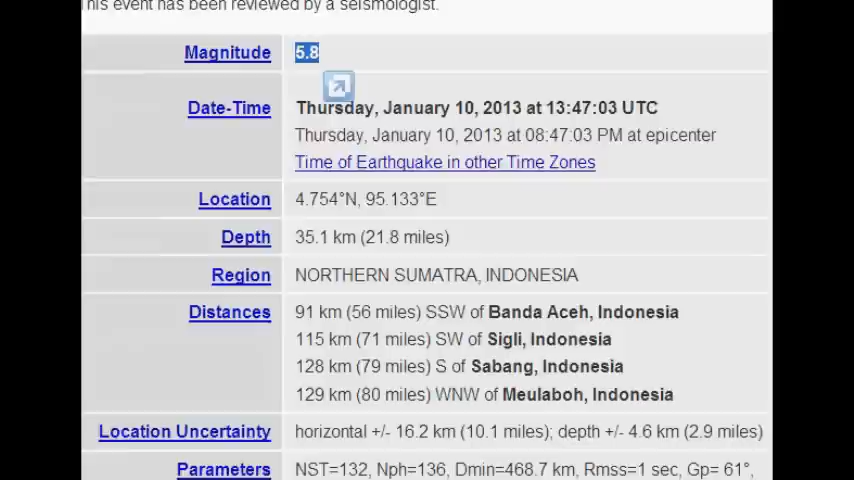 This event has been reviewed by a seismologist.
Magnitude 5.8
Date-Time Thursday, January 10, 2013 at 13:47:03 UTC
Thursday, January 10, 2013 at 08:47:03 PM at epicenter
Time of Earthquake in other Time Zones
Location 4.754°N, 95.133°E
Depth 35.1 km (21.8 miles)
Region NORTHERN SUMATRA, INDONESIA
Distances 91 km (56 miles) SSW of Banda Aceh, Indonesia
115 km (71 miles) SW of Sigli, Indonesia
128 km (79 miles) S of Sabang, Indonesia
129 km (80 miles) WNW of Meulaboh, Indonesia
Location Uncertainty horizontal +/- 16.2 km (10.1 miles); depth +/- 4.6 km (2.9 miles)
Parameters NST=132, Nph=136, Dmin=468.7 km, Rmss=1 sec, Gp= 61°,